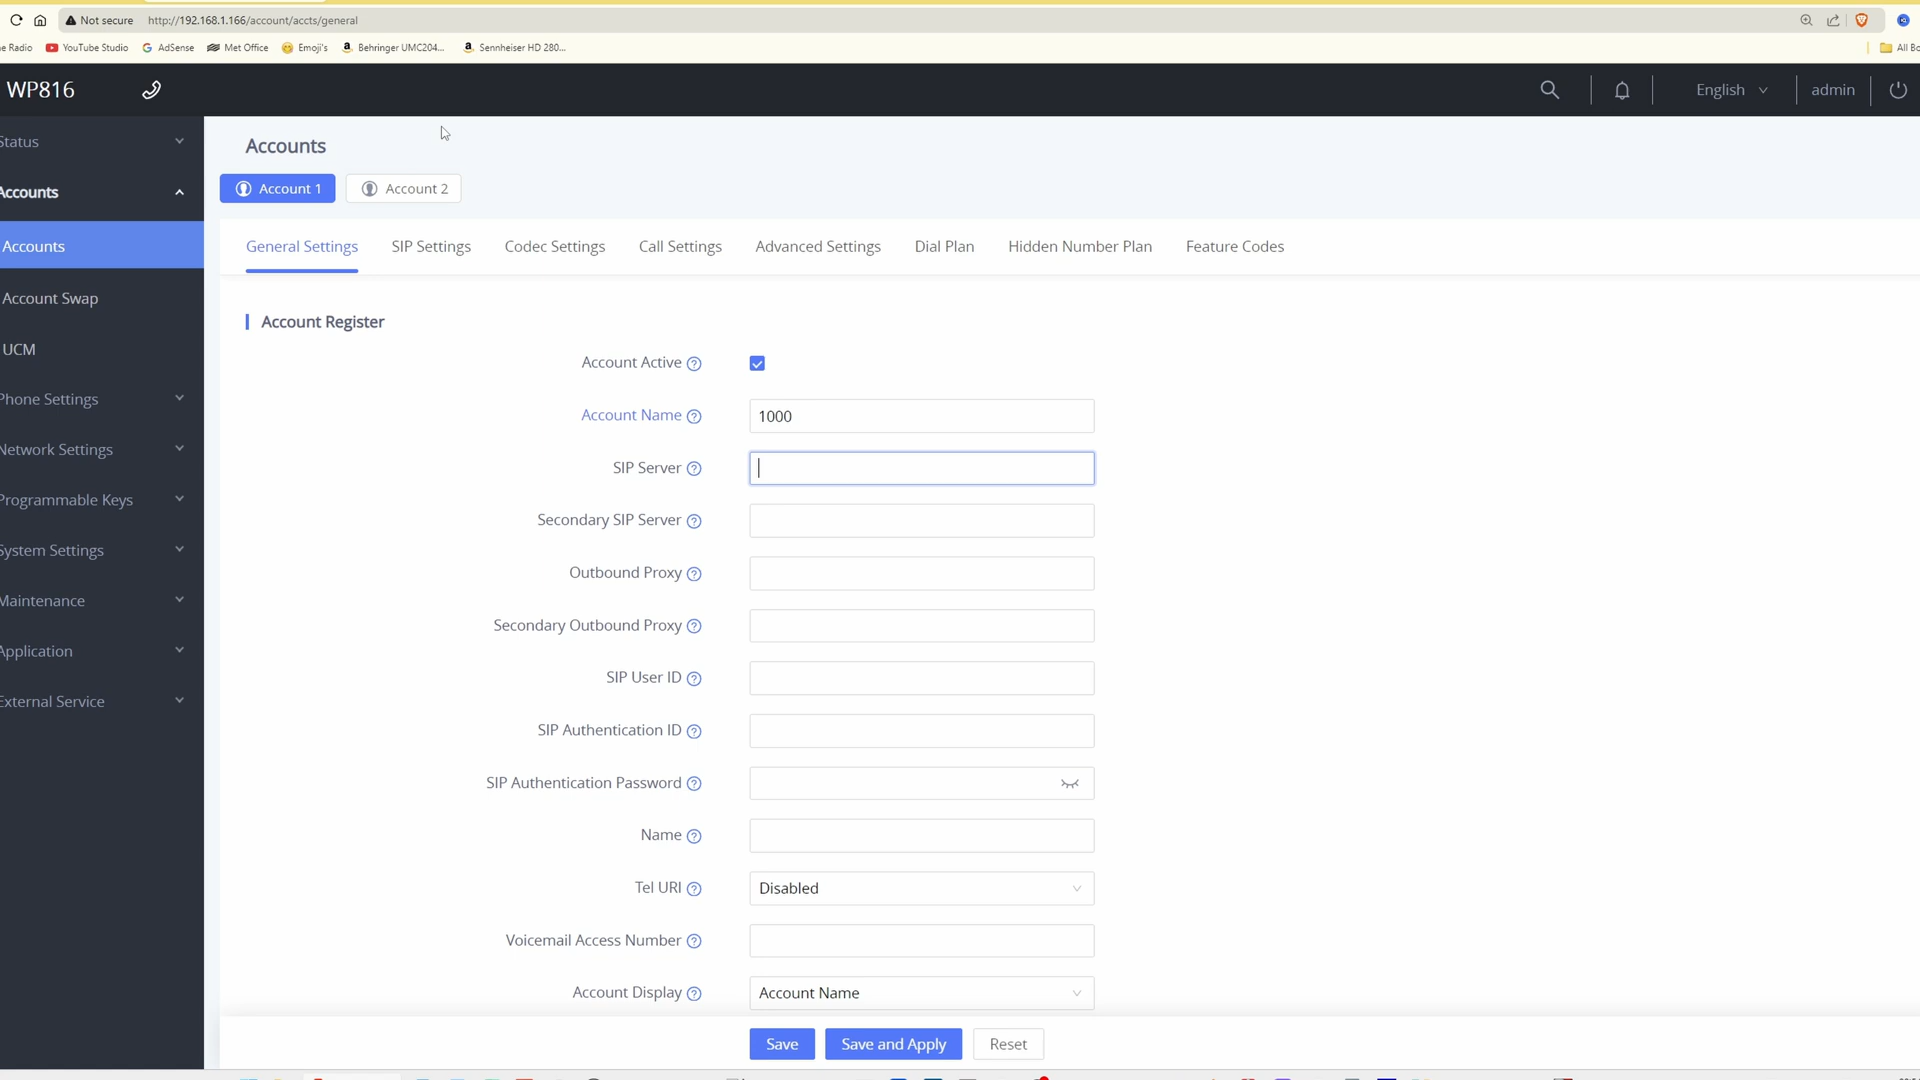 Not secure http://192.168.1.166/account/accts/general
Radio YouTube Studio AdSense Met Office Emoji's Behringer UMC204... Sennheiser HD 280... All
WP816 English admin
Status
Accounts
Accounts
Account Swap
UCM
Phone Settings
Network Settings
Programmable Keys
System Settings
Maintenance
Application
External Service
Accounts
Account 1 Account 2
General Settings SIP Settings Codec Settings Call Settings Advanced Settings Dial Plan Hidden Number Plan Feature Codes
Account Register
Account Active ?
Account Name ? 1000
SIP Server ?
Secondary SIP Server ?
Outbound Proxy ?
Secondary Outbound Proxy ?
SIP User ID ?
SIP Authentication ID ?
SIP Authentication Password ?
Name ?
Tel URI ? Disabled
Voicemail Access Number ?
Account Display ? Account Name
Save Save and Apply Reset